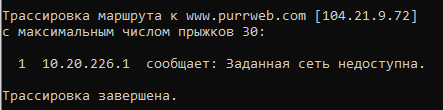 Трассировка маршрута к www.purrweb.com [104.21.9.72]
с максимальным числом прыжков 30:
1 10.20.226.1 сообщает: Заданная сеть недоступна.
Трассировка завершена.